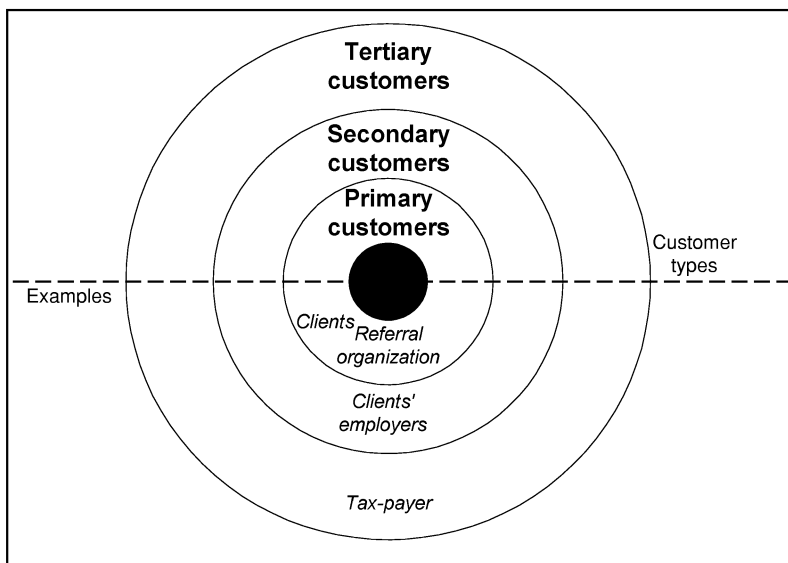 Tertiary
customers
Secondary
customers
Primary
customers
Customer
types
Examples
Clients
Referral
organization
Clients'
employers
Tax-payer